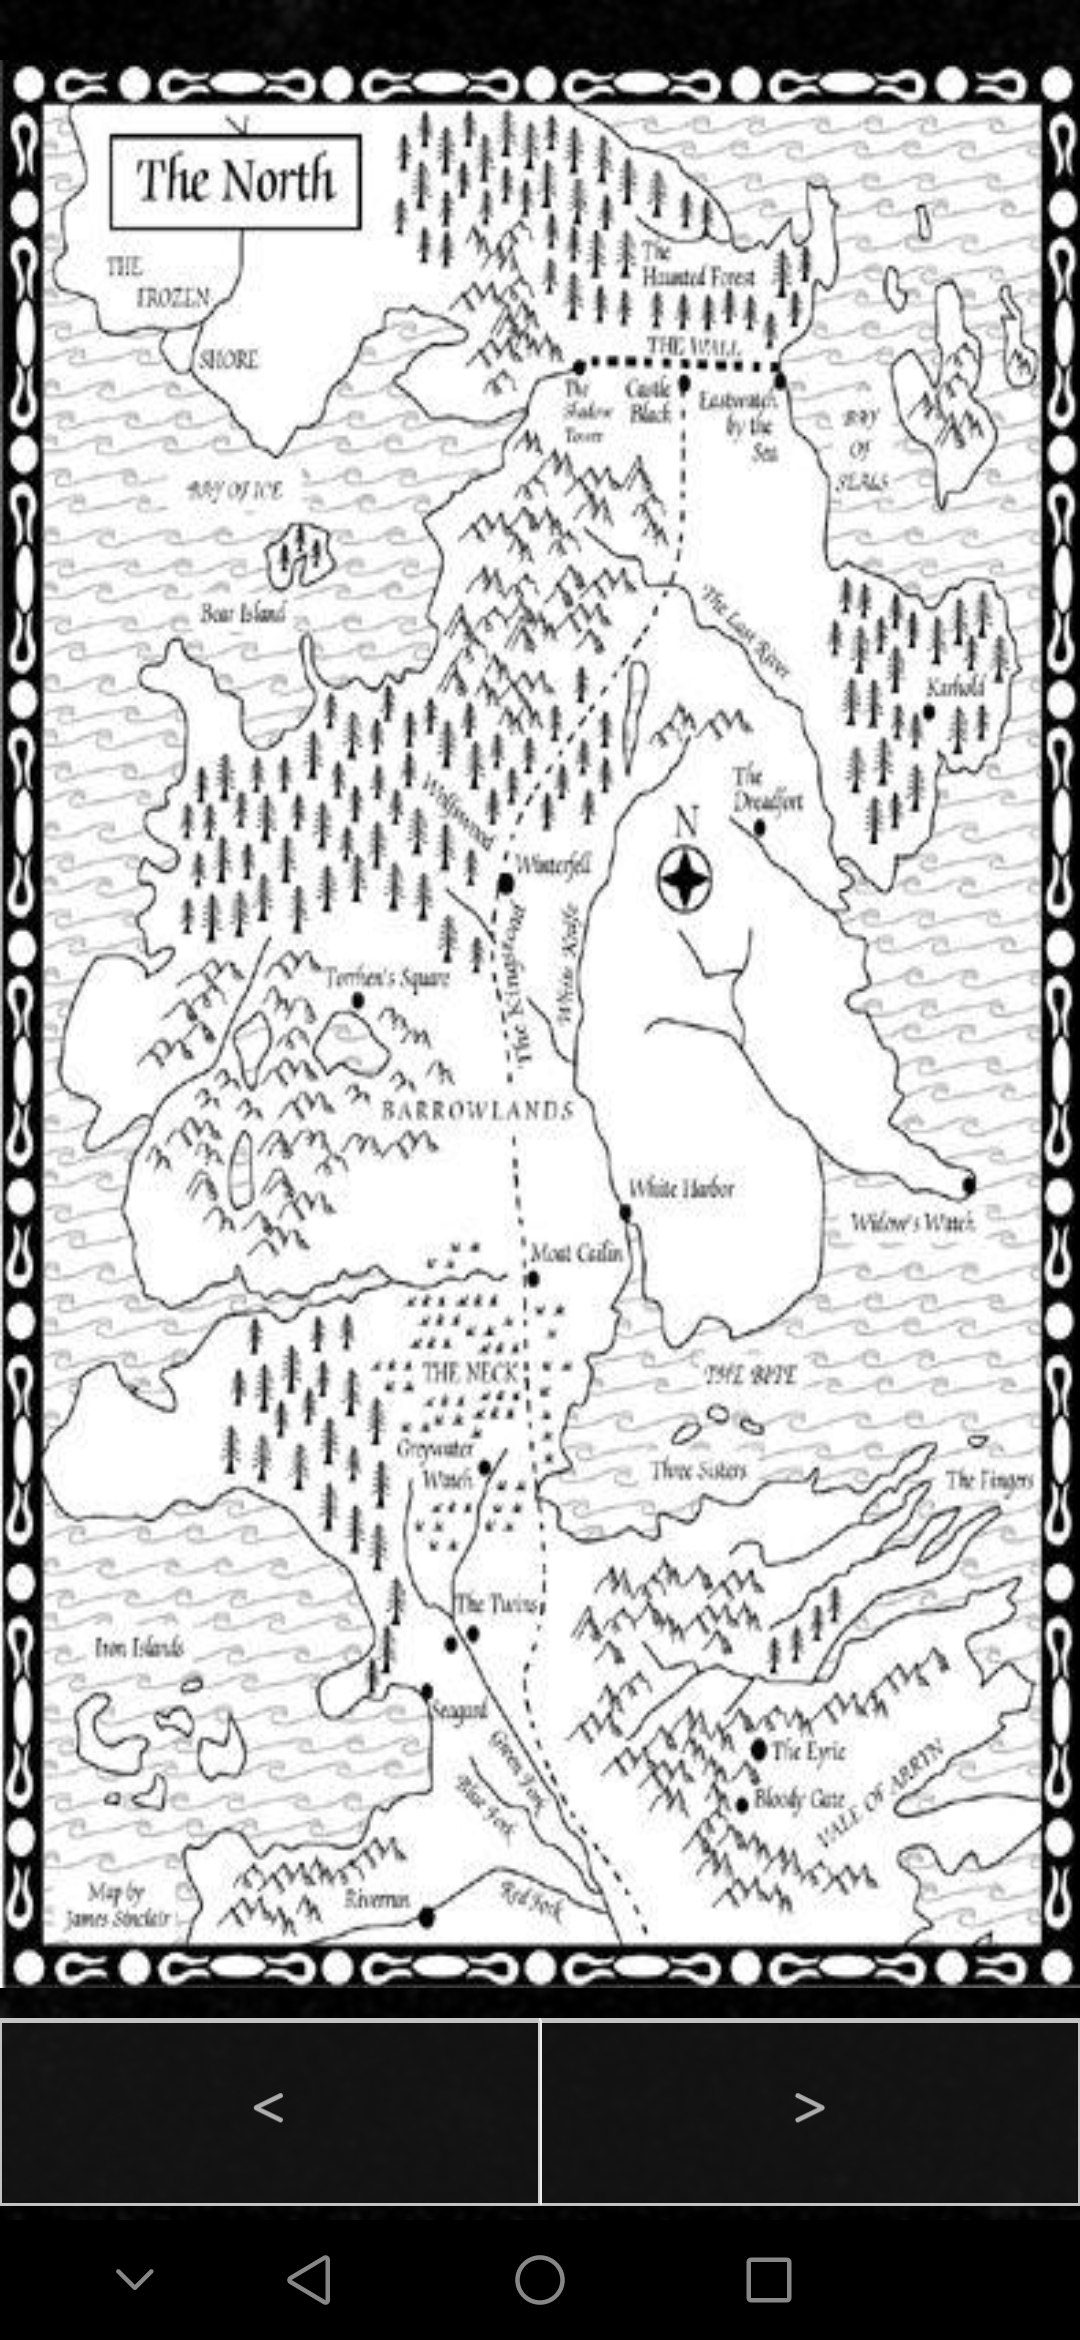 The North
THE
FROZEN
SHORE
The
Haunted Forest
THE WALL
The
Shadow
Tower
Castle
Black
Eastwatch
by the
Sea
BAY
OF
SEALS
BAY OF ICE
Bear Island
The Last River
Karhold
Wolfswood
The
Dreadfort
N
Winterfell
The Kingsroad
White Knife
Torrhen's Square
BARROWLANDS
White Harbor
Widow's Watch
Moat Cailin
THE NECK
THE BITE
Greywater
Watch
Three Sisters
The Fingers
The Twins
Iron Islands
Seagard
Green Fork
Blue Fork
The Eyrie
Bloody Gate
VALE OF ARRYN
Riverrun
Red Fork
Map by
James Sinclair
< >